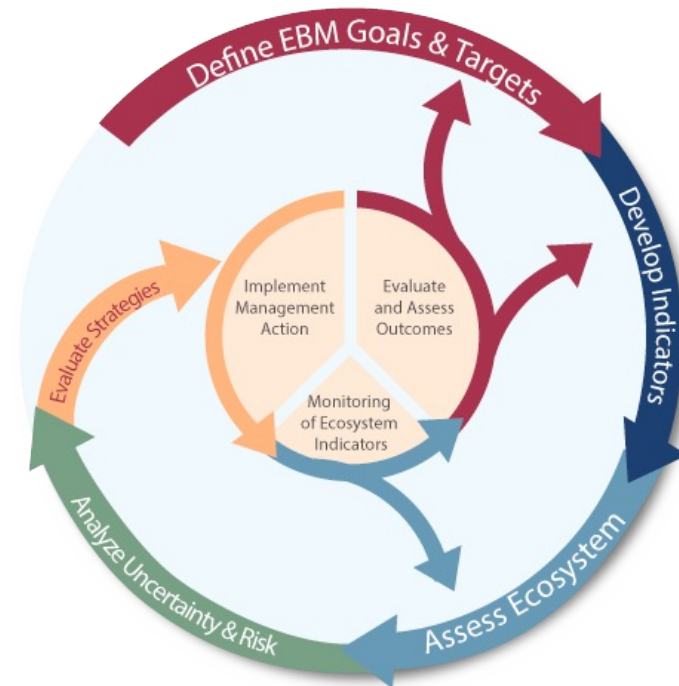 Define EBM Goals & Targets
Develop Indicators
Assess Ecosystem
Analyze Uncertainty & Risk
Evaluate Strategies
Implement
Management
Action
Evaluate
and Assess
Outcomes
Monitoring
of Ecosystem
Indicators